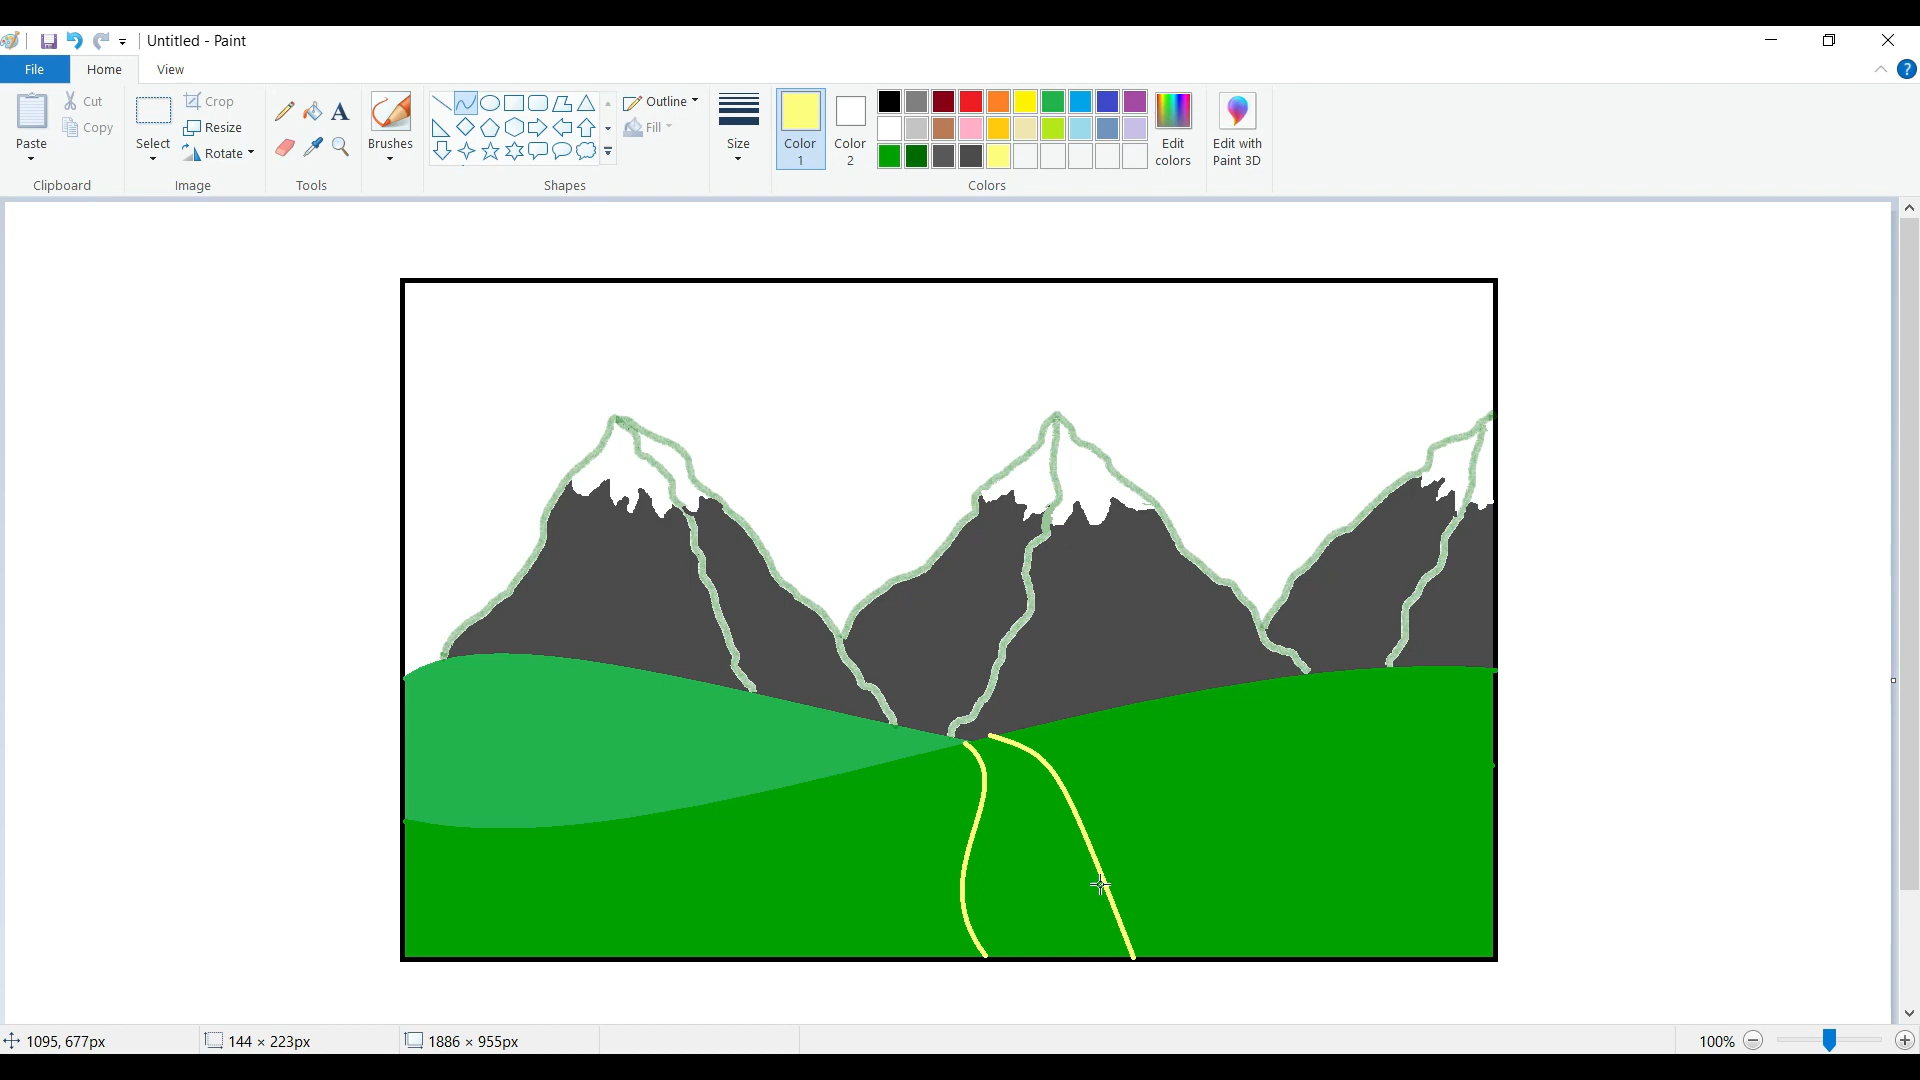 Untitled - Paint
File Home View
Cut Crop Outline
Copy Resize Fill
Paste Select Rotate Brushes Size Color 1 Color 2 Edit colors Edit with Paint 3D
Clipboard Image Tools Shapes Colors
A
?
1095, 677px 144 × 223px 1886 × 955px 100%